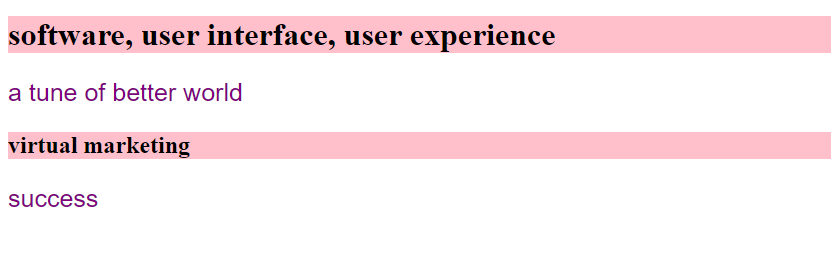 software, user interface, user experience
a tune of better world
virtual marketing
success